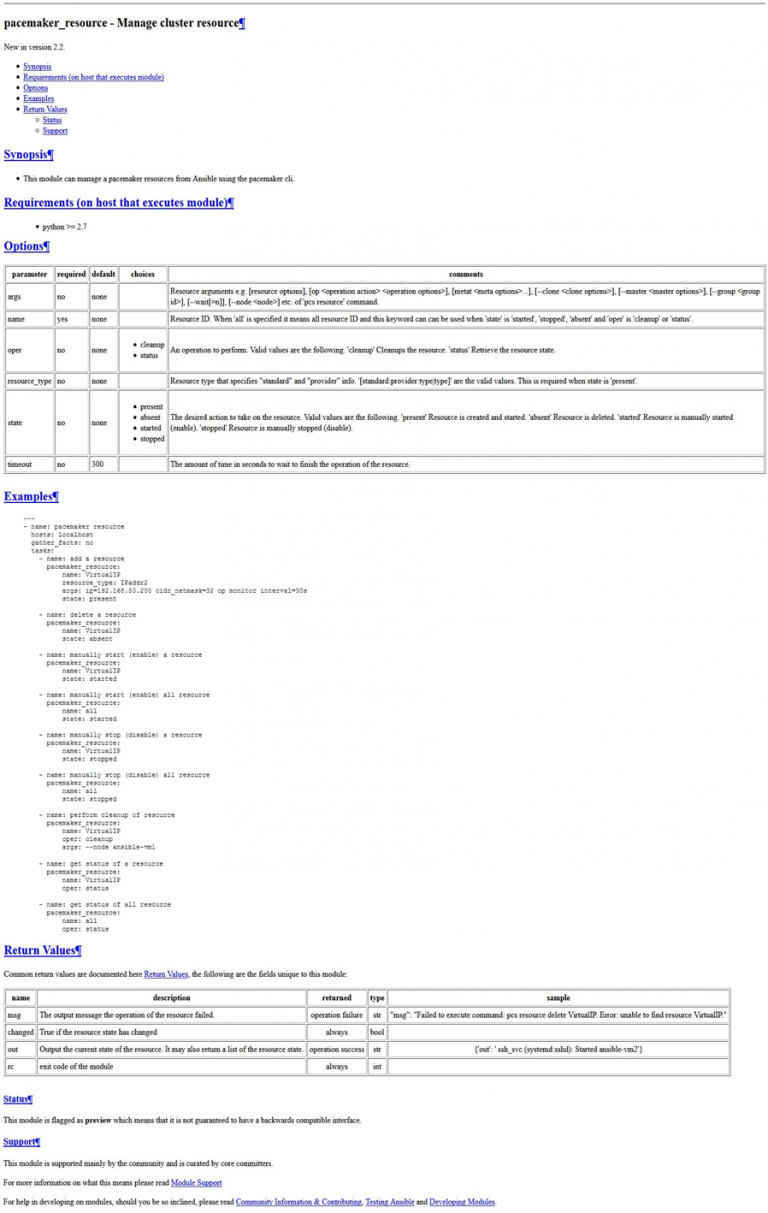 pacemaker_resource - Manage cluster resource¶
New in version 2.2.
• Synopsis
• Requirements (on host that executes module)
• Options
• Examples
• Return Values
◦ Status
◦ Support
Synopsis¶
• This module can manage a pacemaker resources from Ansible using the pacemaker cli.
Requirements (on host that executes module)¶
• python >= 2.7
Options¶
parameter required default choices comments
args no none Resource arguments e.g. [resource options], [op <operation action> <operation options>], [metat <meta options>...], [--clone <clone options>], [--master <master options>], [--group <group
id>], [--wait[=n]], [--node <node>] etc. of 'pcs resource' command.
name yes none Resource ID. When 'all' is specified it means all resource ID and this keyword can can be used when 'state' is 'started', 'stopped', 'absent' and 'oper' is 'cleanup' or 'status'.
oper no none • cleanup
• status
An operation to perform. Valid values are the following. 'cleanup' Cleanups the resource. 'status' Retrieve the resource state.
resource_type no none Resource type that specifies "standard" and "provider" info. '[standard:provider:type|type]' are the valid values. This is required when state is 'present'.
state no none • present
• absent
• started
• stopped
The desired action to take on the resource. Valid values are the following. 'present' Resource is created and started. 'absent' Resource is deleted. 'started' Resource is manually started
(enable). 'stopped' Resource is manually stopped (disable).
timeout no 300 The amount of time in seconds to wait to finish the operation of the resource.
Examples¶
---
- name: pacemaker resource
hosts: localhost
gather_facts: no
tasks:
- name: add a resource
pacemaker_resource:
name: VirtualIP
resource_type: IPaddr2
args: ip=192.168.50.200 cidr_netmask=32 op monitor interval=30s
state: present
- name: delete a resource
pacemaker_resource:
name: VirtualIP
state: absent
- name: manually start (enable) a resource
pacemaker_resource:
name: VirtualIP
state: started
- name: manually start (enable) all resource
pacemaker_resource:
name: all
state: started
- name: manually stop (disable) a resource
pacemaker_resource:
name: VirtualIP
state: stopped
- name: manually stop (disable) all resource
pacemaker_resource:
name: all
state: stopped
- name: perform cleanup of resource
pacemaker_resource:
name: VirtualIP
oper: cleanup
args: --node ansible-vm1
- name: get status of a resource
pacemaker_resource:
name: VirtualIP
oper: status
- name: get status of all resource
pacemaker_resource:
name: all
oper: status
Return Values¶
Common return values are documented here Return Values, the following are the fields unique to this module:
name description returned type sample
msg The output message the operation of the resource failed. operation failure str "msg": "Failed to execute command: pcs resource delete VirtualIP. Error: unable to find resource VirtualIP."
changed True if the resource state has changed always bool
out Output the current state of the resource. It may also return a list of the resource state. operation success str {'out': ' ssh_svc (systemd:sshd): Started ansible-vm2'}
rc exit code of the module always int
Status¶
This module is flagged as preview which means that it is not guaranteed to have a backwards compatible interface.
Support¶
This module is supported mainly by the community and is curated by core committers.
For more information on what this means please read Module Support
For help in developing on modules, should you be so inclined, please read Community Information & Contributing, Testing Ansible and Developing Modules.